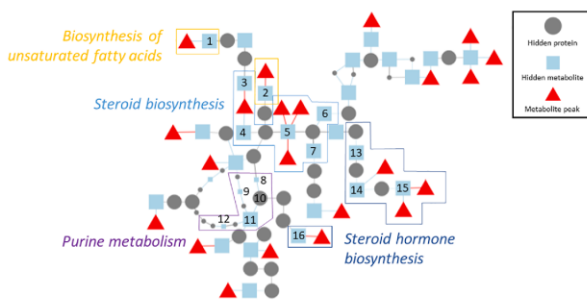 Biosynthesis of
unsaturated fatty acids
1
3
2
Steroid biosynthesis
4
5
6
7
13
14
15
8
9
10
12
11
16
Purine metabolism
Steroid hormone
biosynthesis
Hidden protein
Hidden metabolite
Metabolite peak